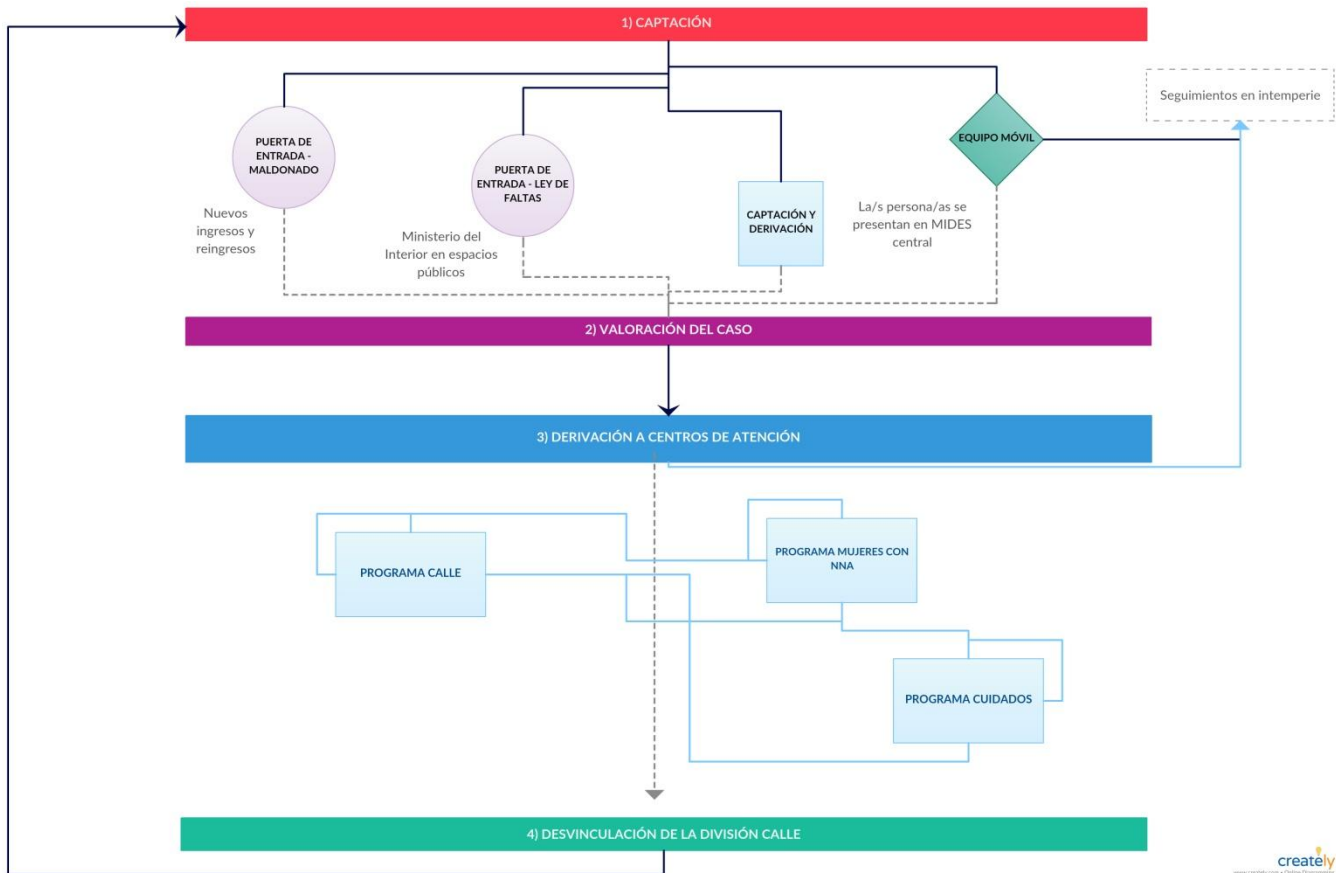 1) CAPTACIÓN
Seguimientos en intemperie
PUERTA DE
ENTRADA -
MALDONADO
PUERTA DE
ENTRADA - LEY DE
FALTAS
EQUIPO MÓVIL
CAPTACIÓN Y
DERIVACIÓN
Nuevos
ingresos y
reingresos
Ministerio del
Interior en espacios
públicos
La/s persona/as se
presentan en MIDES
central
2) VALORACIÓN DEL CASO
3) DERIVACIÓN A CENTROS DE ATENCIÓN
PROGRAMA CALLE
PROGRAMA MUJERES CON
NNA
PROGRAMA CUIDADOS
4) DESVINCULACIÓN DE LA DIVISIÓN CALLE
creately